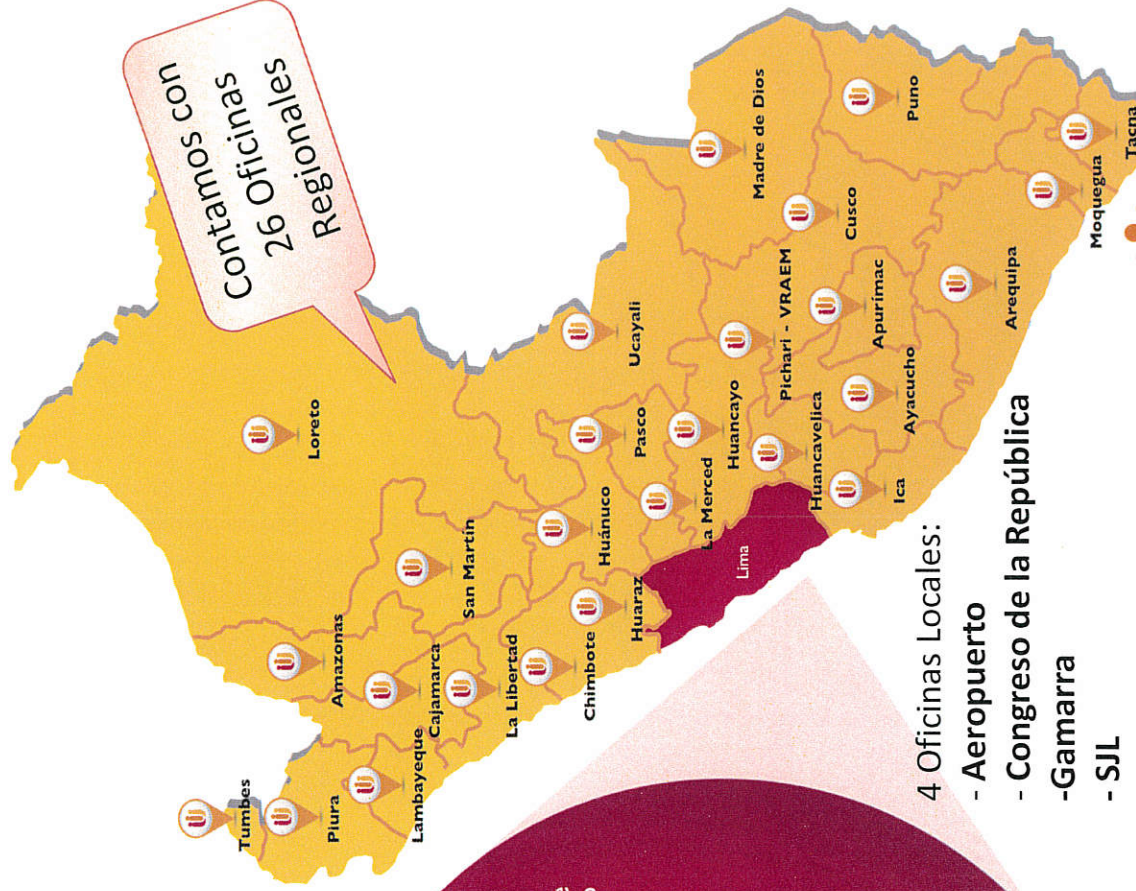 Contamos con
26 Oficinas
Regionales
Tumbes
Piura
Lambayeque
Amazonas
Cajamarca
La Libertad
San Martín
Loreto
Chimbote
Huaraz
Huánuco
Pasco
Ucayali
La Merced
Huancayo
Lima
Huancavelica
Pichari - VRAEM
Madre de Dios
Cusco
Apurímac
Ayacucho
Ica
Puno
Arequipa
Moquegua
Tacna
4 Oficinas Locales:
- Aeropuerto
- Congreso de la República
-Gamarra
- SJL